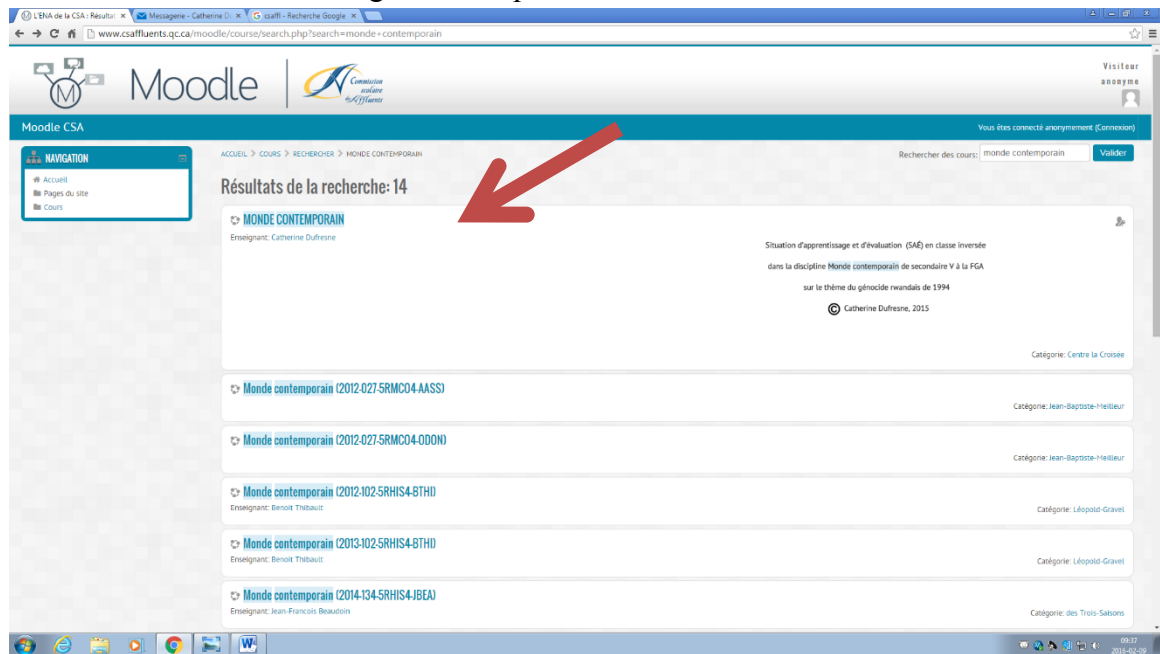 L'ENA de la CSA : Résultat
Messagerie - Catherine D
csaffl - Recherche Google
www.csaffluents.qc.ca/moodle/course/search.php?search=monde+contemporain
Moodle
Commission
scolaire
des Affluents
Visiteur
anonyme
Moodle CSA
Vous êtes connecté anonymement (Connexion)
NAVIGATION
Accueil
Pages du site
Cours
ACCUEIL > COURS > RECHERCHER > MONDE CONTEMPORAIN
Rechercher des cours: monde contemporain Valider
Résultats de la recherche: 14
MONDE CONTEMPORAIN
Enseignant: Catherine Dufresne
Situation d'apprentissage et d'évaluation (SAÉ) en classe inversée
dans la discipline Monde contemporain de secondaire V à la FGA
sur le thème du génocide rwandais de 1994
© Catherine Dufresne, 2015
Catégorie: Centre la Croisée
Monde contemporain (2012-027-5RMC04-AASS)
Catégorie: Jean-Baptiste-Meilleur
Monde contemporain (2012-027-5RMC04-ODON)
Catégorie: Jean-Baptiste-Meilleur
Monde contemporain (2012-102-5RHIS4-BTHI)
Enseignant: Benoit Thibault
Catégorie: Léopold-Gravel
Monde contemporain (2013-102-5RHIS4-BTHI)
Enseignant: Benoit Thibault
Catégorie: Léopold-Gravel
Monde contemporain (2014-134-5RHIS4-JBEA)
Enseignant: Jean-Francois Beaudoin
Catégorie: des Trois-Saisons
09:37
2016-02-09